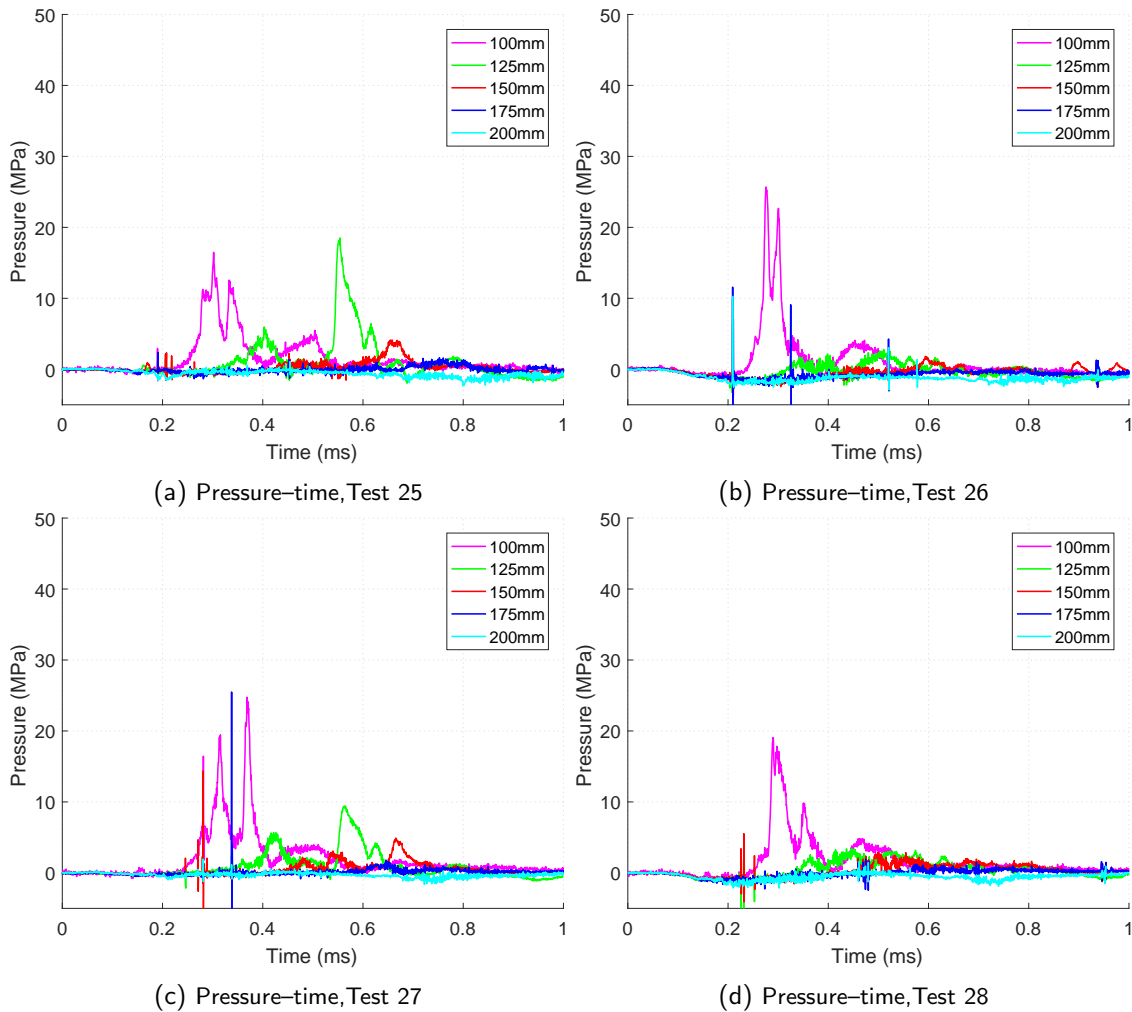 50
40
30
20
10
0
Pressure (MPa)
0 0.2 0.4 0.6 0.8 1
Time (ms)
100mm
125mm
150mm
175mm
200mm
(a) Pressure–time,Test 25
50
40
30
20
10
0
Pressure (MPa)
0 0.2 0.4 0.6 0.8 1
Time (ms)
100mm
125mm
150mm
175mm
200mm
(b) Pressure–time,Test 26
50
40
30
20
10
0
Pressure (MPa)
0 0.2 0.4 0.6 0.8 1
Time (ms)
100mm
125mm
150mm
175mm
200mm
(c) Pressure–time,Test 27
50
40
30
20
10
0
Pressure (MPa)
0 0.2 0.4 0.6 0.8 1
Time (ms)
100mm
125mm
150mm
175mm
200mm
(d) Pressure–time,Test 28